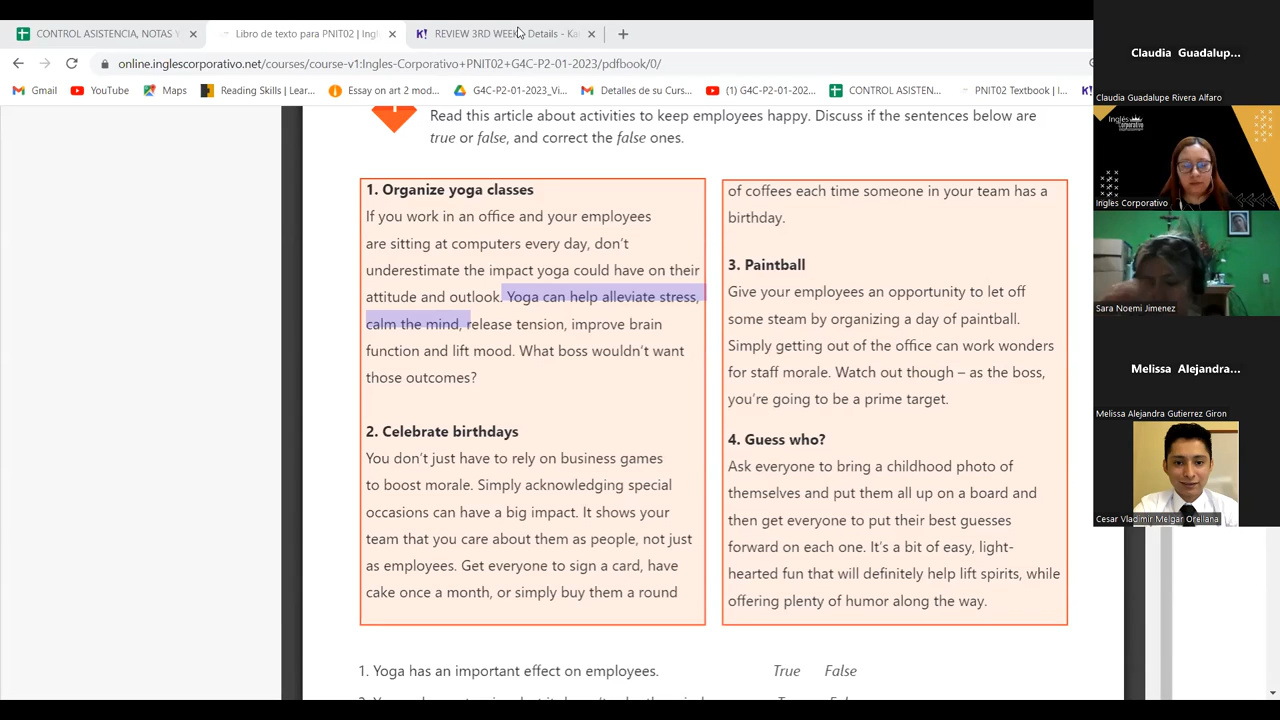 CONTROL ASISTENCIA, NOTAS Y
Libro de texto para PNIT02 | Ingl
REVIEW 3RD WEEK Details - Ka
online.inglescorporativo.net/courses/course-v1:Ingles-Corporativo+PNIT02+G4C-P2-01-2023/pdfbook/0/
Gmail
YouTube
Maps
Reading Skills | Lear...
Essay on art 2 mod...
G4C-P2-01-2023_Vi...
Detalles de su Curs...
(1) G4C-P2-01-202...
CONTROL ASISTEN...
PNIT02 Textbook | I...
Read this article about activities to keep employees happy. Discuss if the sentences below are
true or false, and correct the false ones.
1. Organize yoga classes
If you work in an office and your employees
are sitting at computers every day, don't
underestimate the impact yoga could have on their
attitude and outlook. Yoga can help alleviate stress,
calm the mind, release tension, improve brain
function and lift mood. What boss wouldn't want
those outcomes?
2. Celebrate birthdays
You don't just have to rely on business games
to boost morale. Simply acknowledging special
occasions can have a big impact. It shows your
team that you care about them as people, not just
as employees. Get everyone to sign a card, have
cake once a month, or simply buy them a round
of coffees each time someone in your team has a
birthday.
3. Paintball
Give your employees an opportunity to let off
some steam by organizing a day of paintball.
Simply getting out of the office can work wonders
for staff morale. Watch out though – as the boss,
you're going to be a prime target.
4. Guess who?
Ask everyone to bring a childhood photo of
themselves and put them all up on a board and
then get everyone to put their best guesses
forward on each one. It's a bit of easy, light-
hearted fun that will definitely help lift spirits, while
offering plenty of humor along the way.
1. Yoga has an important effect on employees. True False
Claudia Guadalup...
Claudia Guadalupe Rivera Alfaro
Inglés
Corporativo
Ingles Corporativo
Sara Noemi Jimenez
Melissa Alejandra...
Melissa Alejandra Gutierrez Giron
Cesar Vladimir Melgar Orellana